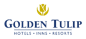 GOLDEN TULIP
HOTELS • INNS • RESORTS